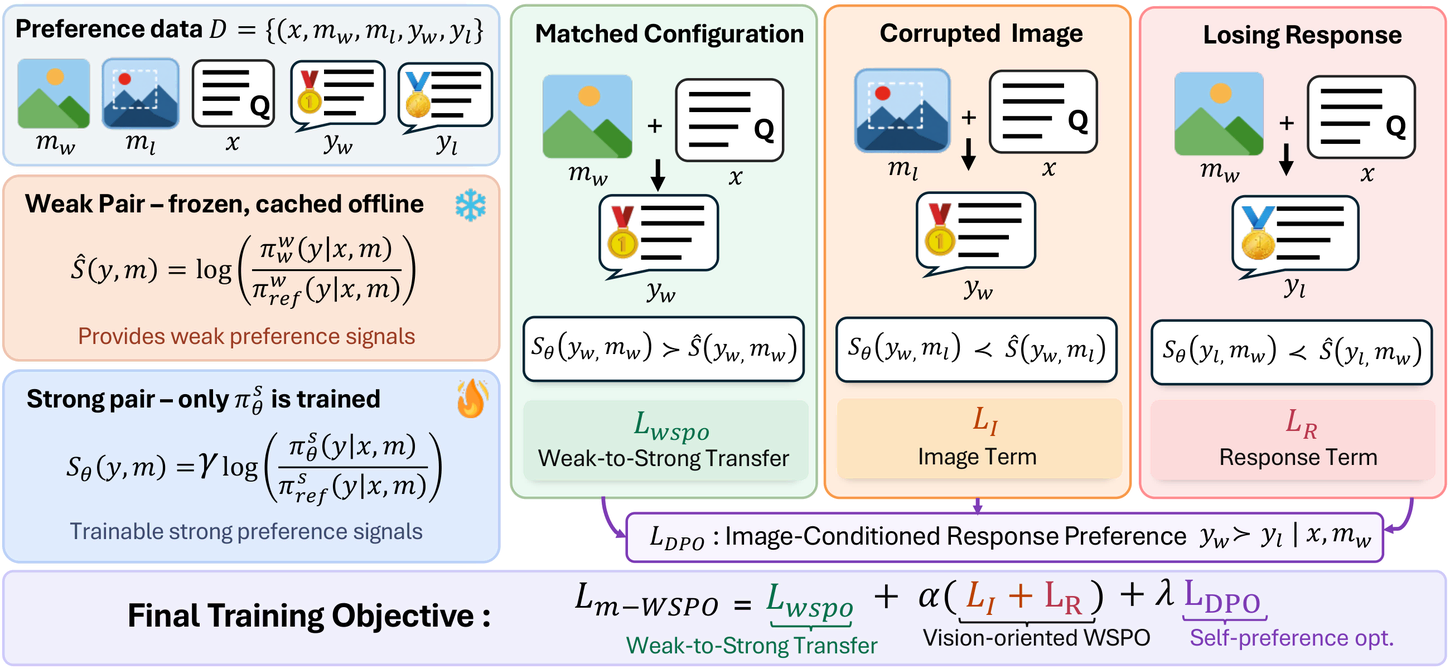 Preference data D = {(x, m_w, m_l, y_w, y_l}
Q
m_w m_l x y_w y_l
Weak Pair – frozen, cached offline
Ŝ(y, m) = log(π_w^w(y|x, m) / π_ref^w(y|x, m))
Provides weak preference signals
Strong pair – only π_θ^s is trained
S_θ(y, m) = γ log(π_θ^s(y|x, m) / π_ref^s(y|x, m))
Trainable strong preference signals
Matched Configuration
+ Q
m_w x
1
y_w
S_θ(y_w, m_w) ≻ Ŝ(y_w, m_w)
L_wspo
Weak-to-Strong Transfer
Corrupted Image
+ Q
m_l x
1
y_w
S_θ(y_w, m_l) ≺ Ŝ(y_w, m_l)
L_I
Image Term
Losing Response
+ Q
m_w x
y_l
S_θ(y_l, m_w) ≺ Ŝ(y_l, m_w)
L_R
Response Term
L_DPO : Image-Conditioned Response Preference y_w ≻ y_l | x, m_w
Final Training Objective : L_m−WSPO = L_wspo + α( L_I + L_R ) + λ L_DPO
Weak-to-Strong Transfer Vision-oriented WSPO Self-preference opt.